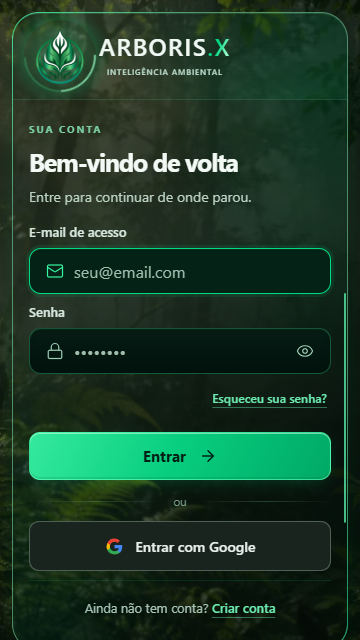 ARBORIS.X
INTELIGÊNCIA AMBIENTAL
SUA CONTA
Bem-vindo de volta
Entre para continuar de onde parou.
E-mail de acesso
seu@email.com
Senha
••••••••
Esqueceu sua senha?
Entrar →
ou
Entrar com Google
Ainda não tem conta? Criar conta